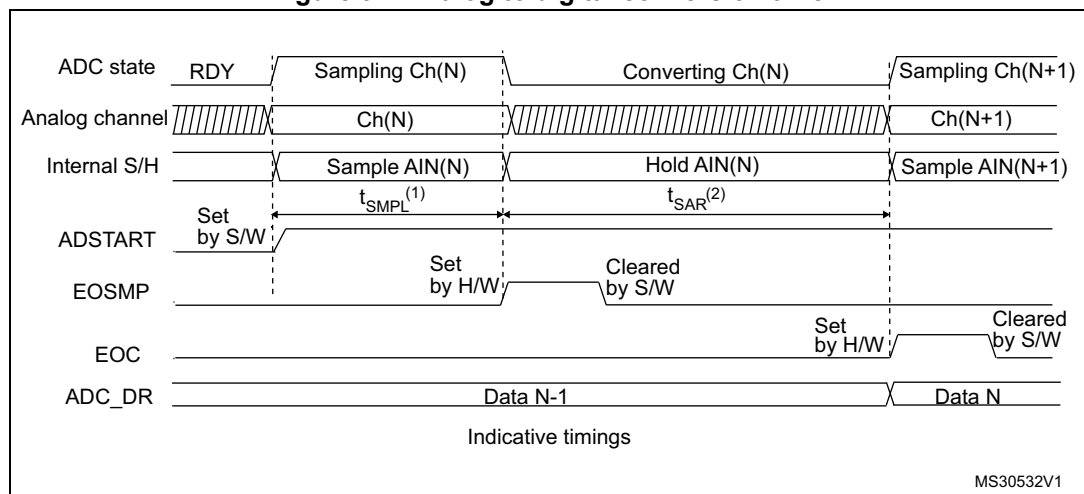 ADC state RDY Sampling Ch(N) Converting Ch(N) Sampling Ch(N+1)
Analog channel Ch(N) Ch(N+1)
Internal S/H Sample AIN(N) Hold AIN(N) Sample AIN(N+1)
tSMPL(1) tSAR(2)
Set
by S/W
ADSTART
Set
by H/W
Cleared
by S/W
EOSMP
Set
by H/W
Cleared
by S/W
EOC
ADC_DR Data N-1 Data N
Indicative timings
MS30532V1